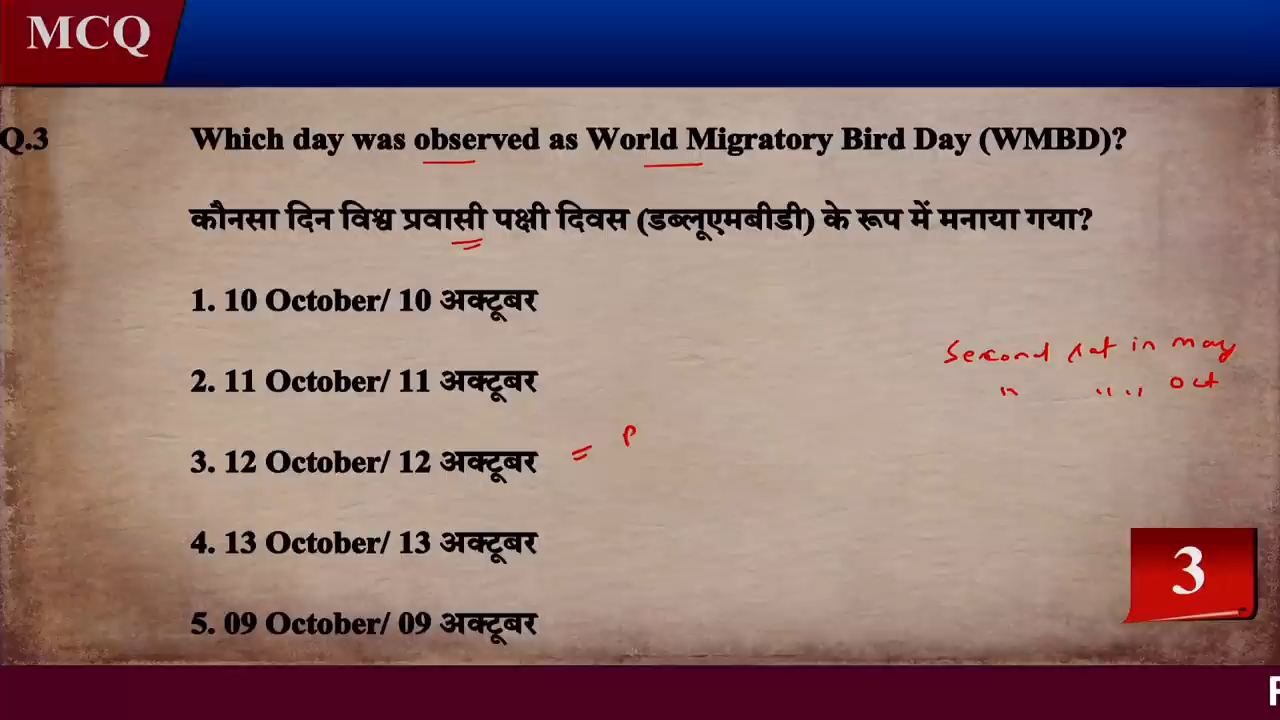 MCQ
Q.3 Which day was observed as World Migratory Bird Day (WMBD)?
कौनसा दिन विश्व प्रवासी पक्षी दिवस (डब्लूएमबीडी) के रूप में मनाया गया?
1. 10 October/ 10 अक्टूबर
Second sat in may
" " " " Oct
2. 11 October/ 11 अक्टूबर
3. 12 October/ 12 अक्टूबर =
4. 13 October/ 13 अक्टूबर
3
5. 09 October/ 09 अक्टूबर